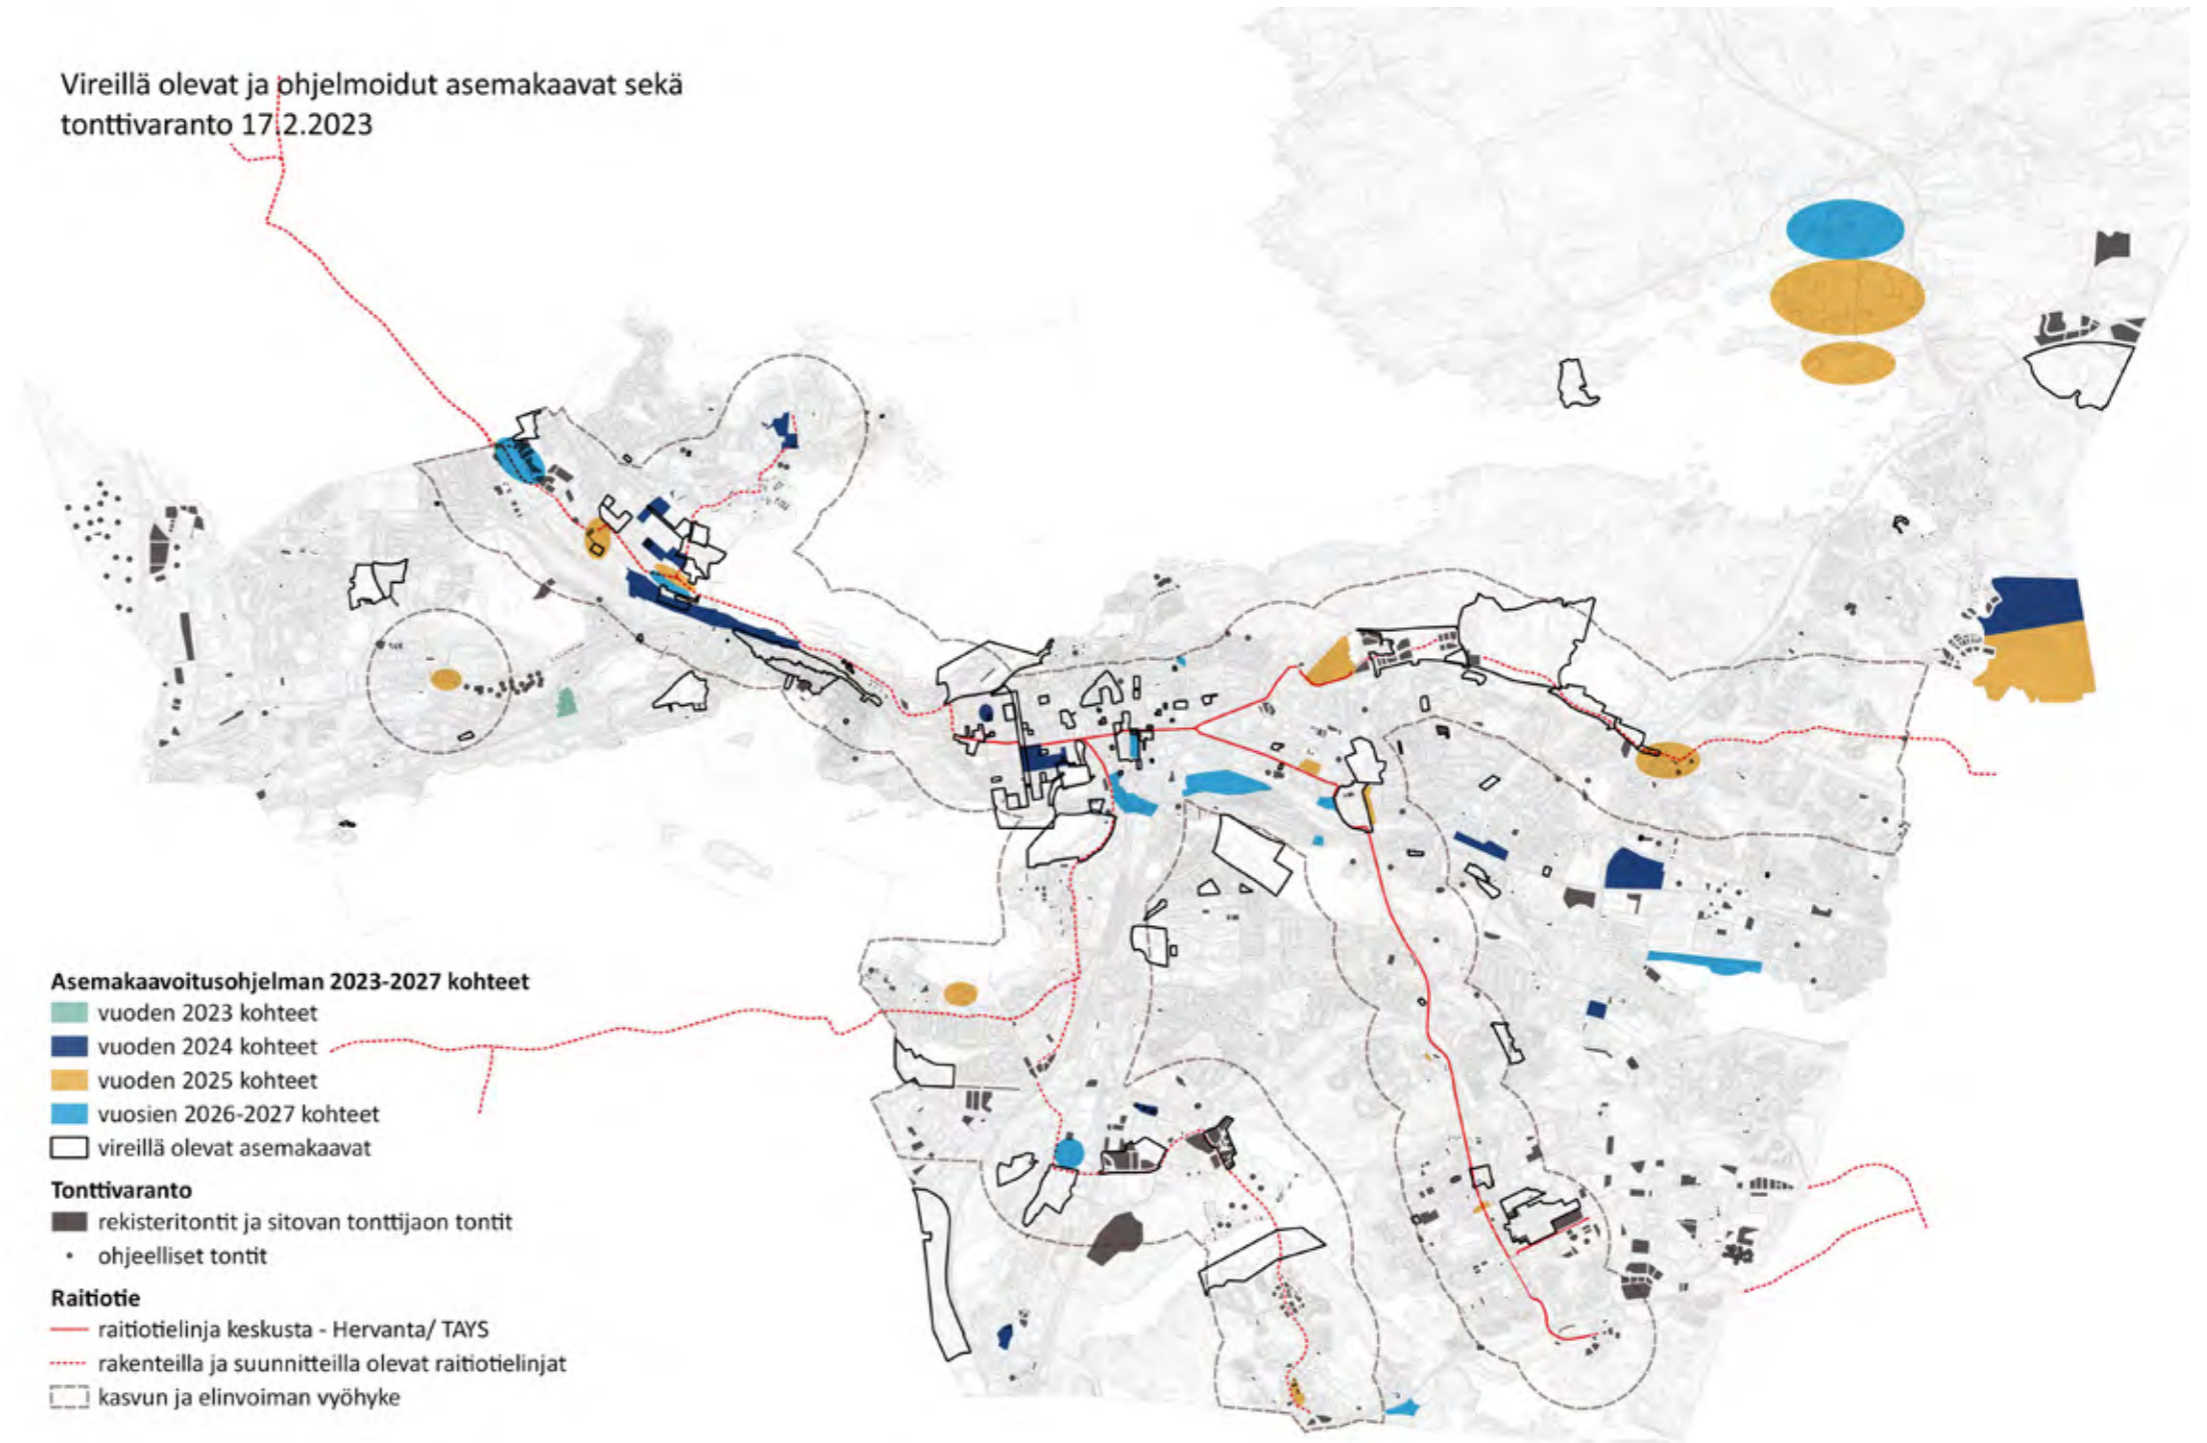 Vireillä olevat ja ohjelmoidut asemakaavat sekä
tonttivaranto 17.2.2023
Asemakaavoitusohjelman 2023-2027 kohteet
vuoden 2023 kohteet
vuoden 2024 kohteet
vuoden 2025 kohteet
vuosien 2026-2027 kohteet
vireillä olevat asemakaavat
Tonttivaranto
rekisteritontit ja sitovan tonttijaon tontit
ohjeelliset tontit
Raitiotie
raitiotielinja keskusta - Hervanta/ TAYS
rakenteilla ja suunnitteilla olevat raitiotielinjat
kasvun ja elinvoiman vyöhyke